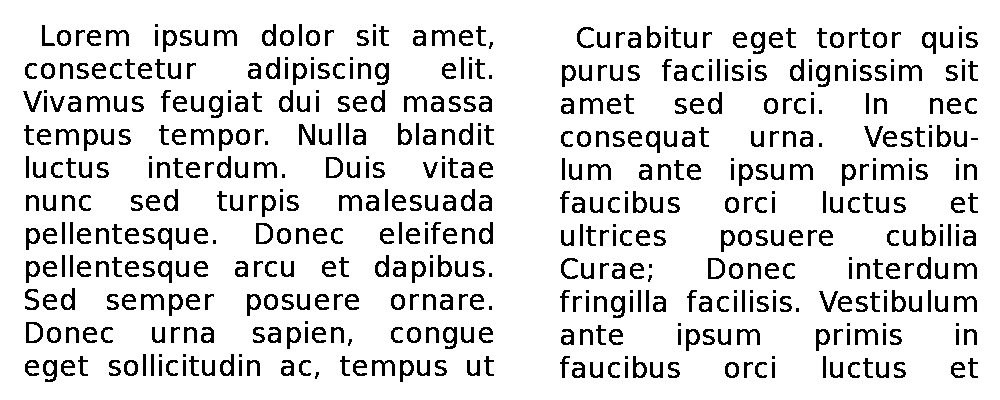 Lorem ipsum dolor sit amet,
consectetur adipiscing elit.
Vivamus feugiat dui sed massa
tempus tempor. Nulla blandit
luctus interdum. Duis vitae
nunc sed turpis malesuada
pellentesque. Donec eleifend
pellentesque arcu et dapibus.
Sed semper posuere ornare.
Donec urna sapien, congue
eget sollicitudin ac, tempus ut
Curabitur eget tortor quis
purus facilisis dignissim sit
amet sed orci. In nec
consequat urna. Vestibu-
lum ante ipsum primis in
faucibus orci luctus et
ultrices posuere cubilia
Curae; Donec interdum
fringilla facilisis. Vestibulum
ante ipsum primis in
faucibus orci luctus et